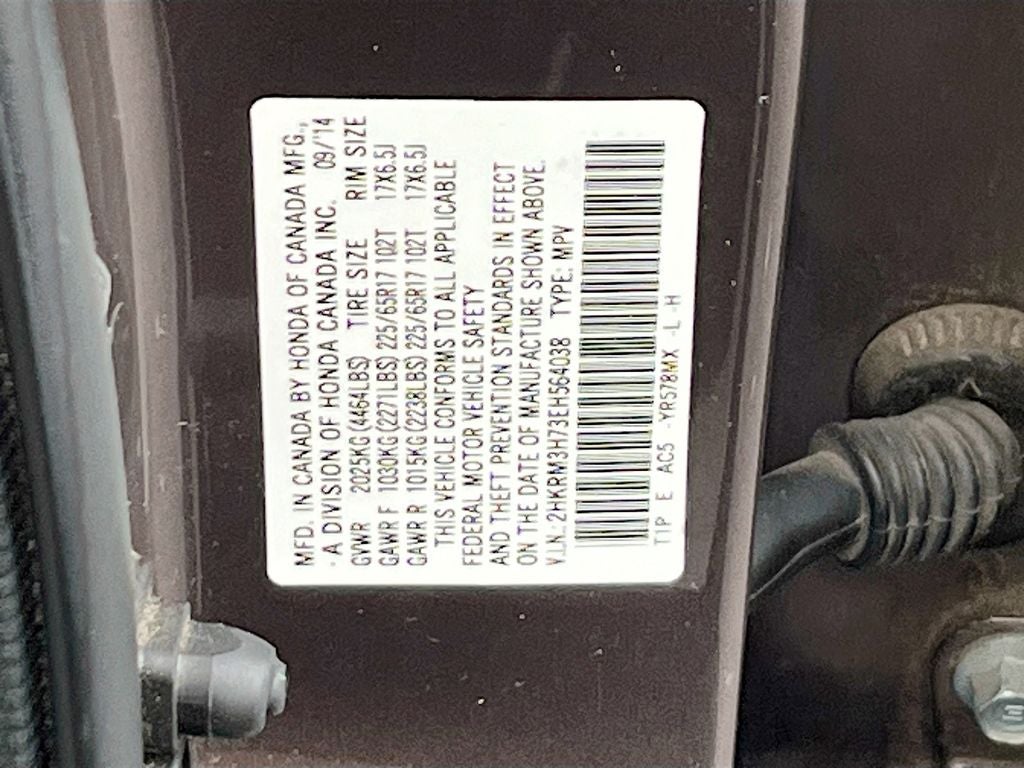 MFD. IN CANADA BY HONDA OF CANADA MFG.,
- A DIVISION OF HONDA CANADA INC. 09/'14
GVWR 2025KG(4464LBS) TIRE SIZE RIM SIZE
GAWR F 1030KG(2271LBS) 225/65R17 102T 17X6.5J
GAWR R 1015KG(2238LBS) 225/65R17 102T 17X6.5J
THIS VEHICLE CONFORMS TO ALL APPLICABLE
FEDERAL MOTOR VEHICLE SAFETY
AND THEFT PREVENTION STANDARDS IN EFFECT
ON THE DATE OF MANUFACTURE SHOWN ABOVE.
V.I.N.:2HKRM3H73EH564038 TYPE: MPV
T1P E AC5 -YR578MX -L -H